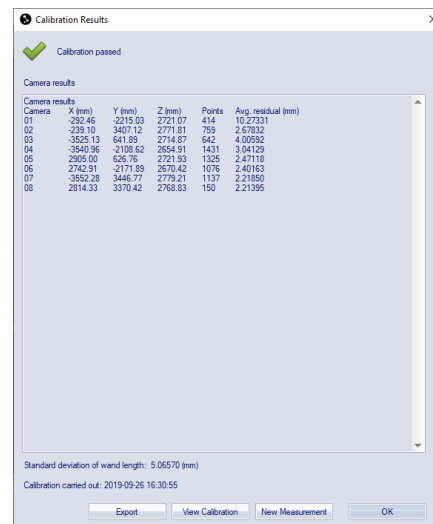 Calibration Results
Calibration passed
Camera results
Camera results
Camera X (mm) Y (mm) Z (mm) Points Avg. residual (mm)
01 -292.46 -2215.03 2721.07 414 10.27331
02 -239.10 3407.12 2771.81 759 2.67832
03 -3525.13 641.89 2714.87 642 4.00592
04 -3540.96 -2108.62 2654.91 1431 3.04129
05 2905.00 626.76 2721.93 1325 2.47118
06 2742.91 -2171.89 2670.42 1076 2.40163
07 -3552.28 3446.77 2779.21 1137 2.21850
08 2814.33 3370.42 2768.83 150 2.21395
Standard deviation of wand length: 5.06570 (mm)
Calibration carried out: 2019-09-26 16:30:55
Export View Calibration New Measurement OK